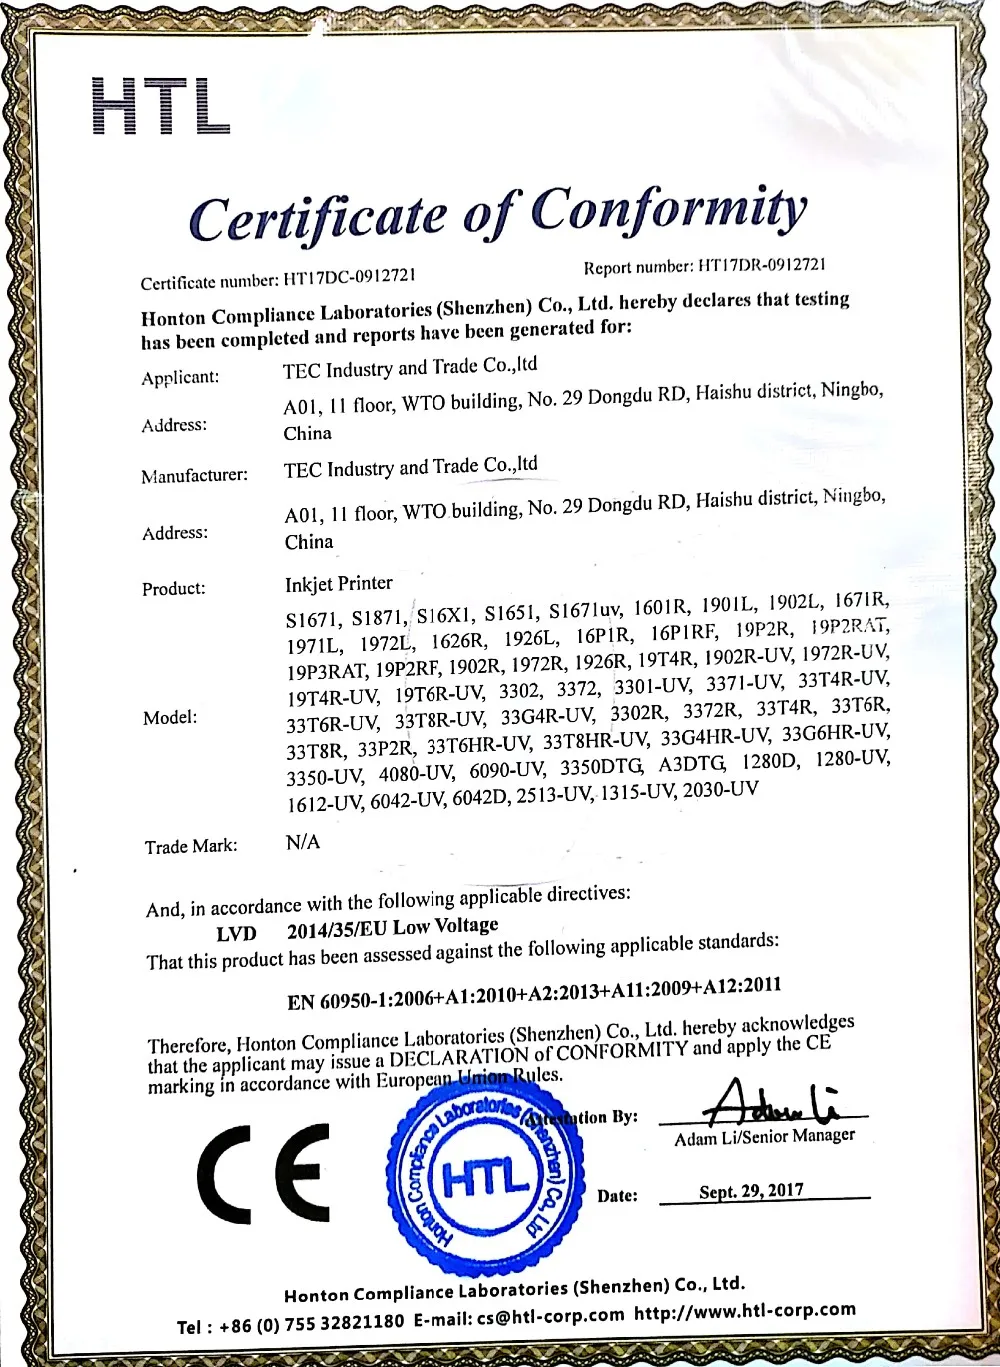 HTL
Certificate of Conformity
Certificate number: HT17DC-0912721
Report number: HT17DR-0912721
Honton Compliance Laboratories (Shenzhen) Co., Ltd. hereby declares that testing
has been completed and reports have been generated for:
Applicant: TEC Industry and Trade Co.,ltd
Address: A01, 11 floor, WTO building, No. 29 Dongdu RD, Haishu district, Ningbo,
China
Manufacturer: TEC Industry and Trade Co.,ltd
Address: A01, 11 floor, WTO building, No. 29 Dongdu RD, Haishu district, Ningbo,
China
Product: Inkjet Printer
Model:
S1671, S1871, S16X1, S1651, S1671uv, 1601R, 1901L, 1902L, 1671R,
1971L, 1972L, 1626R, 1926L, 16P1R, 16P1RF, 19P2R, 19P2RAT,
19P3RAT, 19P2RF, 1902R, 1972R, 1926R, 19T4R, 1902R-UV, 1972R-UV,
19T4R-UV, 19T6R-UV, 3302, 3372, 3301-UV, 3371-UV, 33T4R-UV,
33T6R-UV, 33T8R-UV, 33G4R-UV, 3302R, 3372R, 33T4R, 33T6R,
33T8R, 33P2R, 33T6HR-UV, 33T8HR-UV, 33G4HR-UV, 33G6HR-UV,
3350-UV, 4080-UV, 6090-UV, 3350DTG, A3DTG, 1280D, 1280-UV,
1612-UV, 6042-UV, 6042D, 2513-UV, 1315-UV, 2030-UV
Trade Mark: N/A
And, in accordance with the following applicable directives:
LVD 2014/35/EU Low Voltage
That this product has been assessed against the following applicable standards:
EN 60950-1:2006+A1:2010+A2:2013+A11:2009+A12:2011
Therefore, Honton Compliance Laboratories (Shenzhen) Co., Ltd. hereby acknowledges
that the applicant may issue a DECLARATION of CONFORMITY and apply the CE
marking in accordance with European Union Rules.
CE
Honton Compliance Laboratories (Shenzhen) Co., Ltd
HTL
Attestation By: Adam Li
Adam Li/Senior Manager
Date: Sept. 29, 2017
Honton Compliance Laboratories (Shenzhen) Co., Ltd.
Tel : +86 (0) 755 32821180 E-mail: cs@htl-corp.com http://www.htl-corp.com